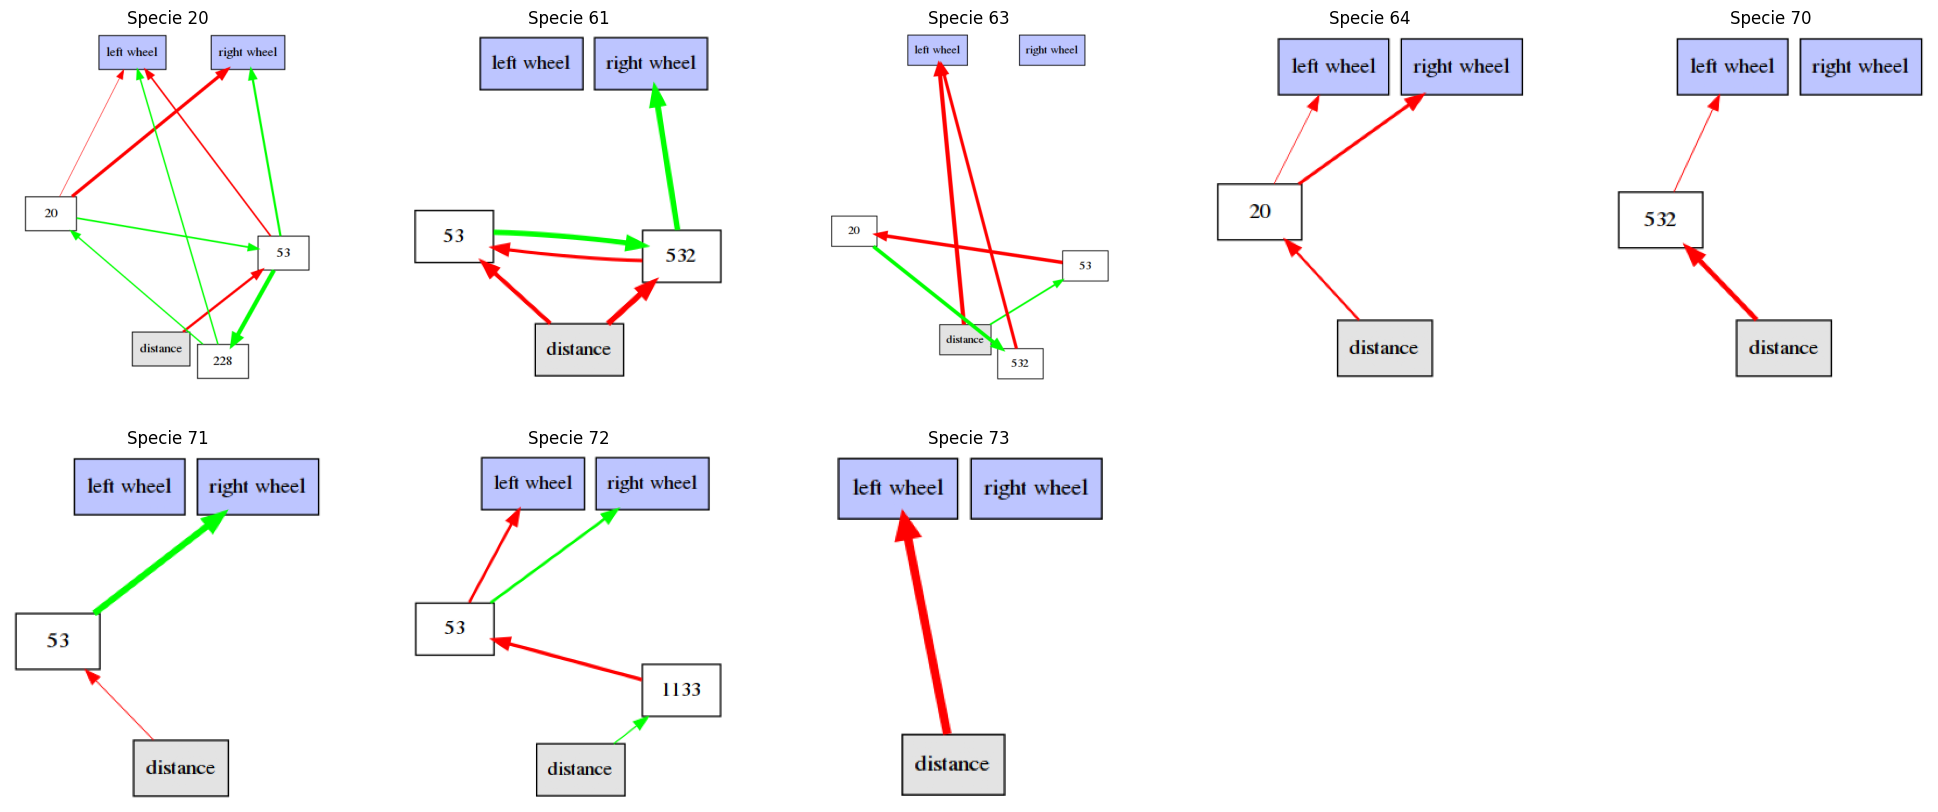 Specie 20
left wheel
right wheel
20
53
distance
228
Specie 61
left wheel
right wheel
53
532
distance
Specie 63
left wheel
right wheel
20
53
distance
532
Specie 64
left wheel
right wheel
20
distance
Specie 70
left wheel
right wheel
532
distance
Specie 71
left wheel
right wheel
53
distance
Specie 72
left wheel
right wheel
53
1133
distance
Specie 73
left wheel
right wheel
distance